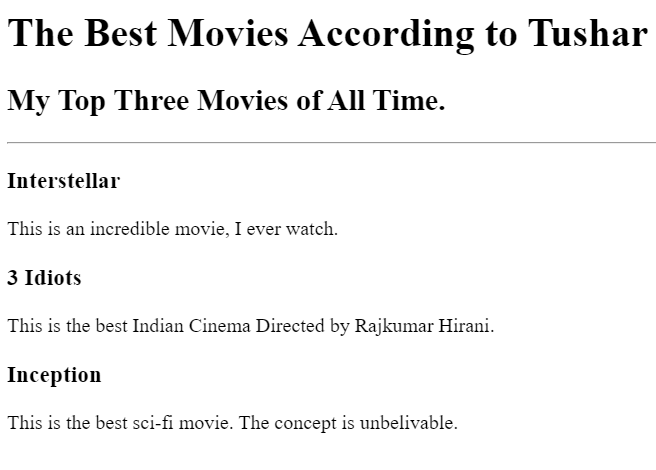 The Best Movies According to Tushar
My Top Three Movies of All Time.
Interstellar
This is an incredible movie, I ever watch.
3 Idiots
This is the best Indian Cinema Directed by Rajkumar Hirani.
Inception
This is the best sci-fi movie. The concept is unbelivable.